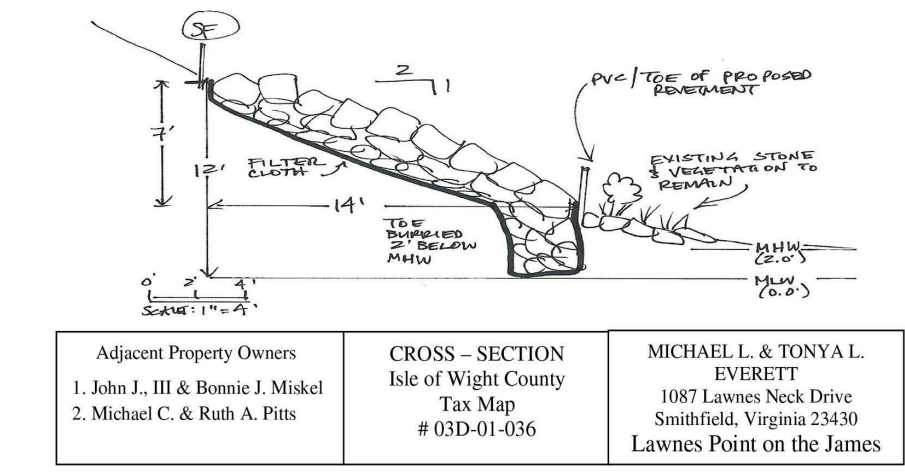 SF
2
1
PVC/TOE OF PROPOSED
REVETMENT
7'
12'
FILTER
CLOTH
EXISTING STONE
& VEGETATION TO
REMAIN
14'
TOE
BURRIED
2' BELOW
MHW
MHW
(2.0')
MLW
(0.0')
0' 2' 4'
SCALE: 1" = 4'
Adjacent Property Owners
1. John J., III & Bonnie J. Miskel
2. Michael C. & Ruth A. Pitts
CROSS – SECTION
Isle of Wight County
Tax Map
# 03D-01-036
MICHAEL L. & TONYA L.
EVERETT
1087 Lawnes Neck Drive
Smithfield, Virginia 23430
Lawnes Point on the James